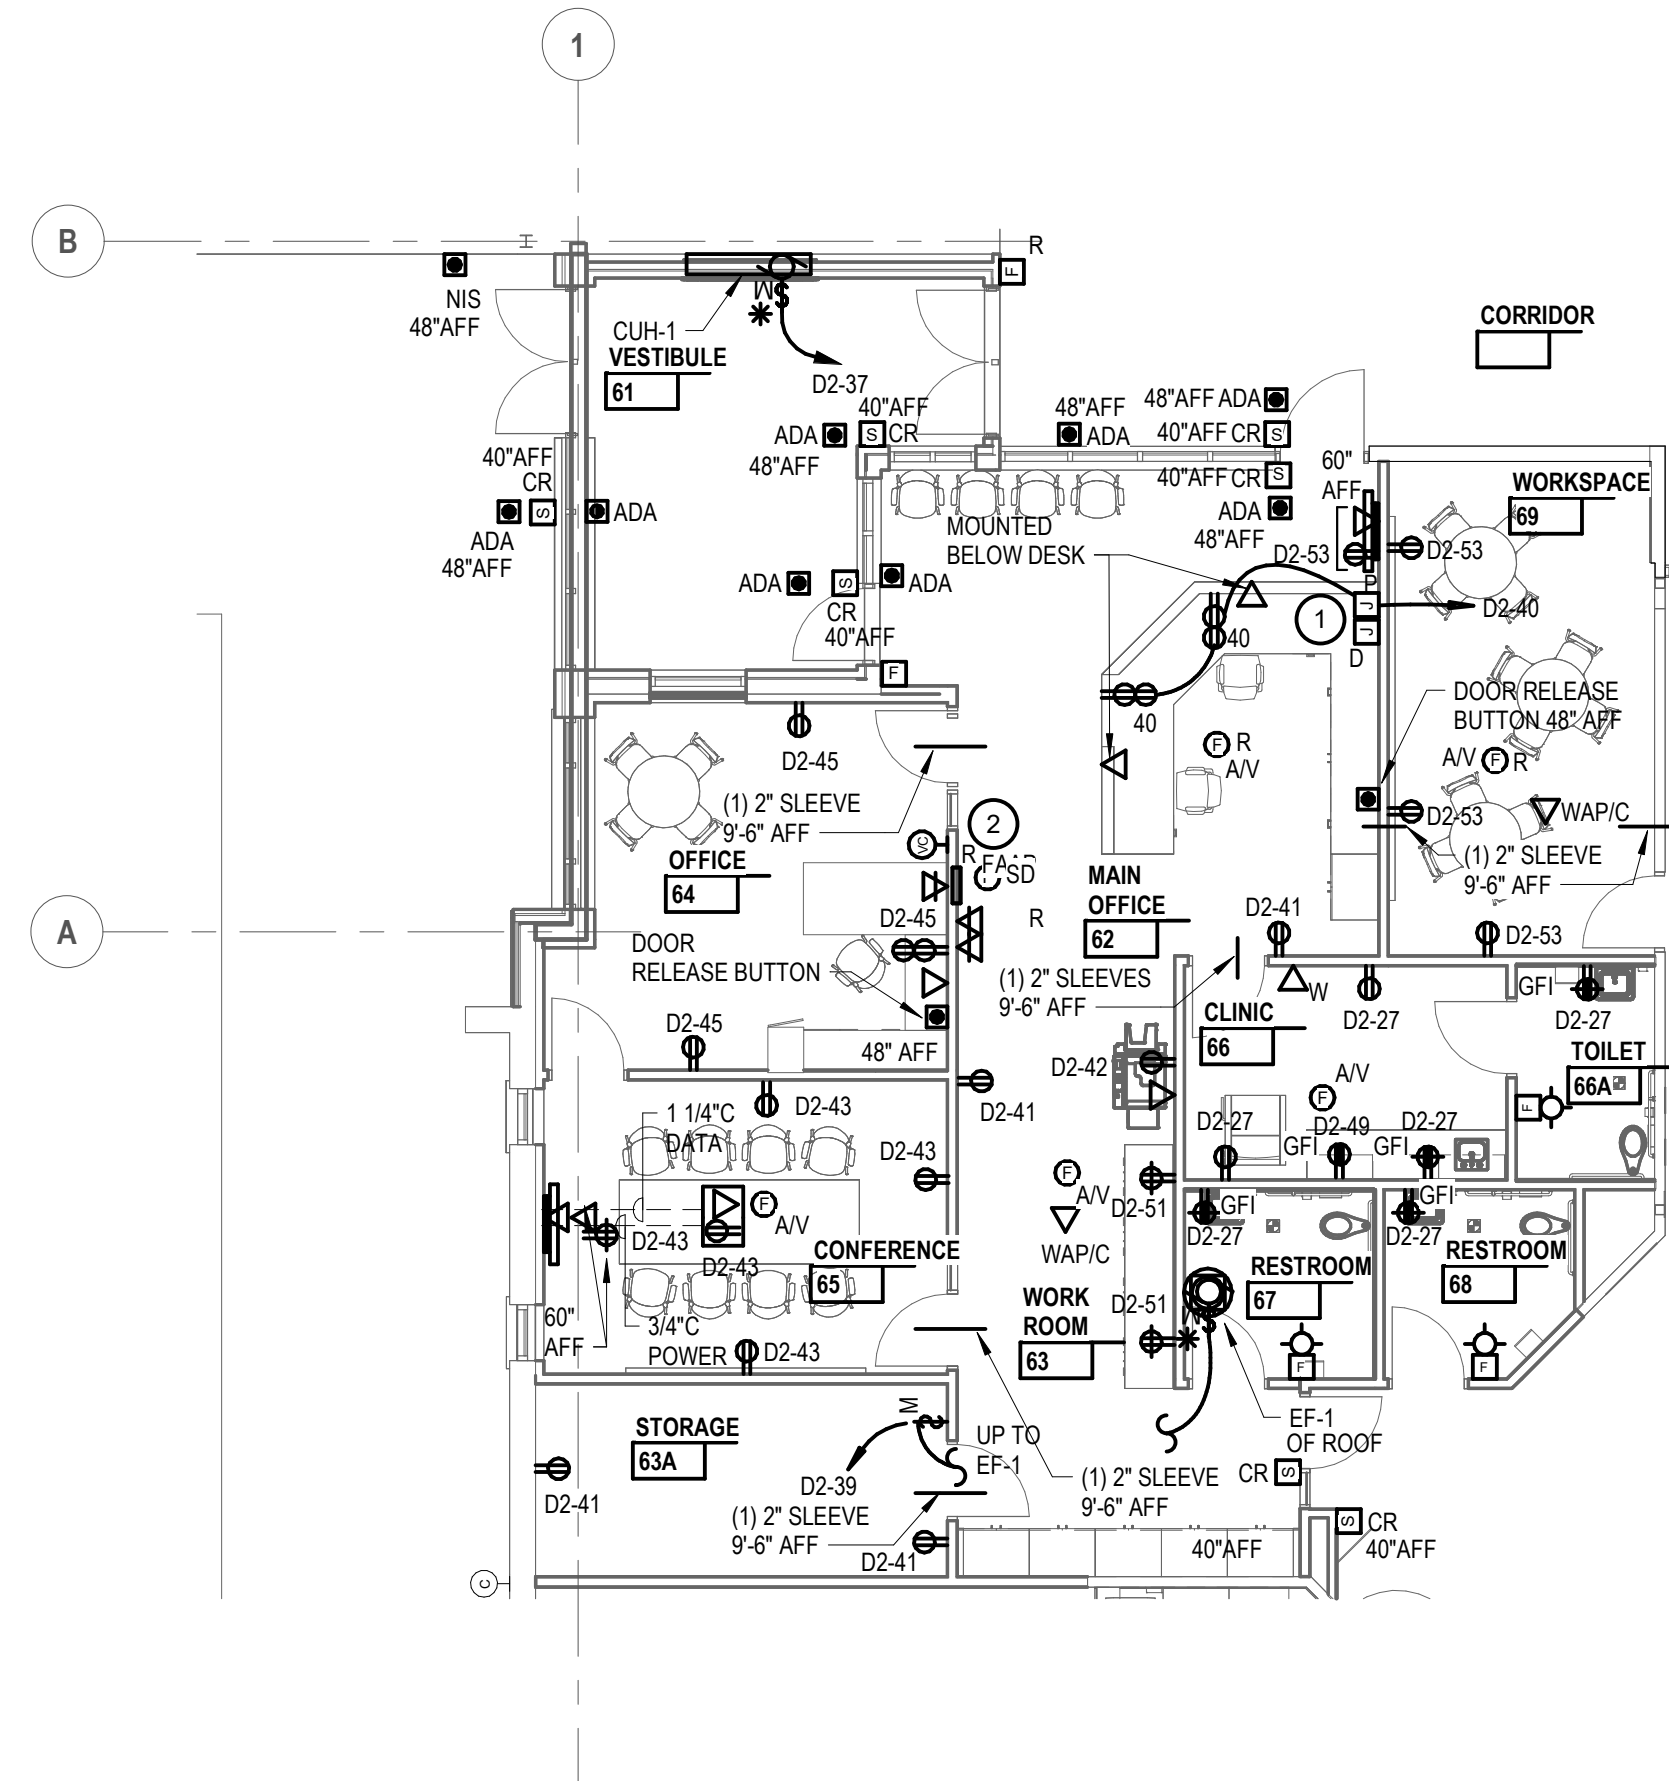 1
B
R
F
NIS
48"AFF
CUH-1
M
$
VESTIBULE
61
D2-37
CORRIDOR
40"AFF
ADA
S
CR
48"AFF
48"AFF
ADA
48"AFF ADA
40"AFF CR
S
40"AFF CR
S
ADA
48"AFF
60"
AFF
WORKSPACE
69
40"AFF
CR
S
ADA
48"AFF
ADA
MOUNTED
BELOW DESK
D2-53
D2-53
P
J
J
D
D2-40
1
ADA
S
ADA
CR
40"AFF
F
40
40
DOOR RELEASE
BUTTON 48" AFF
D2-45
F
R
A/V
A/V
F
R
(1) 2" SLEEVE
9'-6" AFF
2
VC
R
SD
D2-53
WAP/C
(1) 2" SLEEVE
9'-6" AFF
OFFICE
64
MAIN
OFFICE
62
A
D2-45
R
D2-41
D2-53
DOOR
RELEASE BUTTON
(1) 2" SLEEVES
9'-6" AFF
W
GFI
CLINIC
66
D2-27
D2-27
D2-45
48" AFF
D2-42
TOILET
66A
1 1/4"C
DATA
D2-43
D2-41
A/V
F
F
D2-27
D2-49
D2-27
GFI
GFI
D2-43
F
A/V
D2-51
GFI
GFI
F
A/V
D2-43
D2-43
WAP/C
D2-27
D2-27
CONFERENCE
65
RESTROOM
67
RESTROOM
68
WORK
ROOM
63
D2-51
M
$
60"
AFF
3/4"C
POWER
D2-43
F
F
STORAGE
63A
M
UP TO
EF-1
EF-1
OF ROOF
D2-41
D2-39
(1) 2" SLEEVE
9'-6" AFF
CR
S
(1) 2" SLEEVE
9'-6" AFF
D2-41
S
CR
40"AFF
40"AFF
C